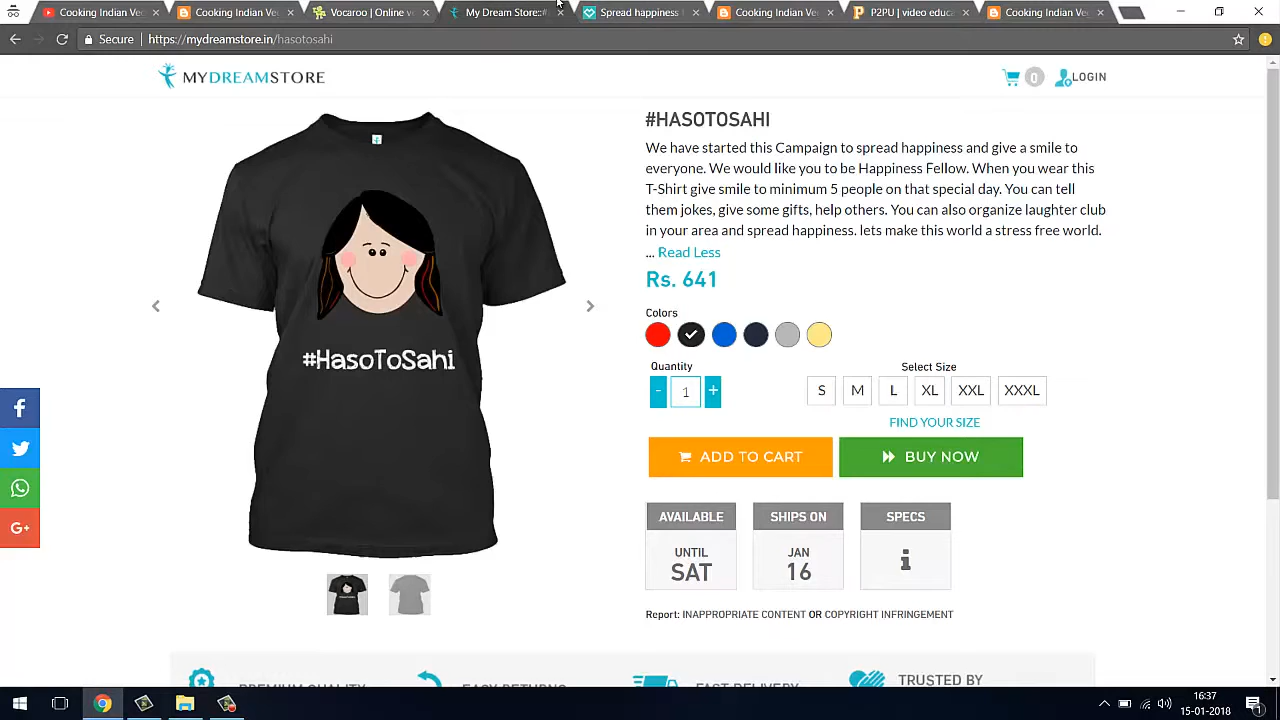 Cooking Indian Ve
Cooking Indian Ve
Vocaroo | Online v
My Dream Store::#
Spread happiness
Cooking Indian Ve
P2PU | video educa
Cooking Indian Ve
Secure
https://mydreamstore.in/hasotosahi
MYDREAMSTORE
0
LOGIN
#HASOTOSAHI
We have started this Campaign to spread happiness and give a smile to
everyone. We would like you to be Happiness Fellow. When you wear this
T-Shirt give smile to minimum 5 people on that special day. You can tell
them jokes, give some gifts, help others. You can also organize laughter club
in your area and spread happiness. lets make this world a stress free world.
... Read Less
Rs. 641
Colors
Quantity
Select Size
- 1 +
S M L XL XXL XXXL
FIND YOUR SIZE
ADD TO CART
BUY NOW
#HasoToSahi
AVAILABLE
UNTIL
SAT
SHIPS ON
JAN
16
SPECS
Report: INAPPROPRIATE CONTENT OR COPYRIGHT INFRINGEMENT
PREMIUM QUALITY
EASY RETURNS
FAST DELIVERY
TRUSTED BY
16:37
15-01-2018